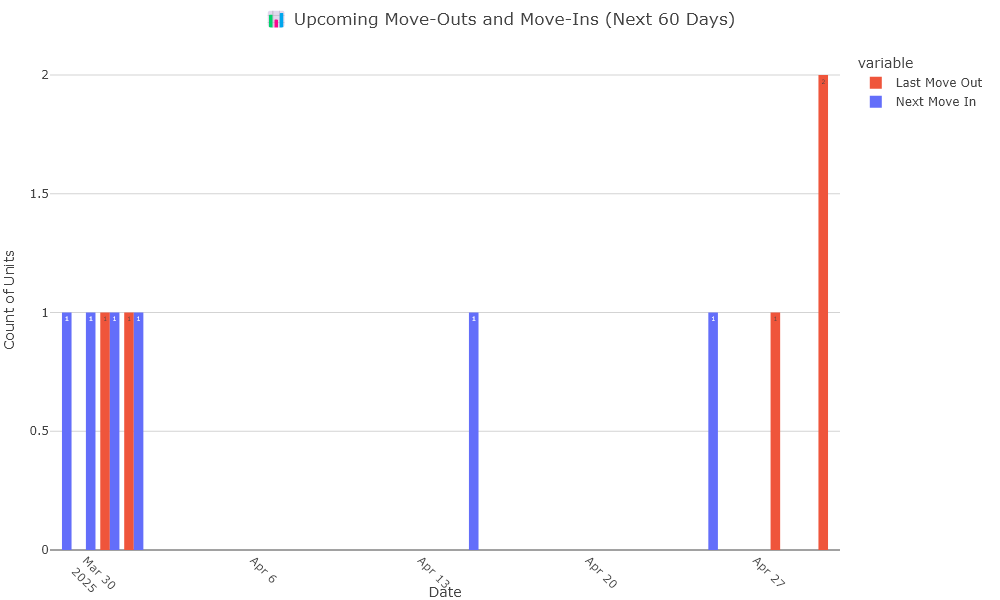 📊 Upcoming Move-Outs and Move-Ins (Next 60 Days)
variable
Last Move Out
Next Move In
Count of Units
2
1.5
1
0.5
0
1
1
1
1
1
1
1
1
1
2
Mar 30
2025
Apr 6
Apr 13
Apr 20
Apr 27
Date